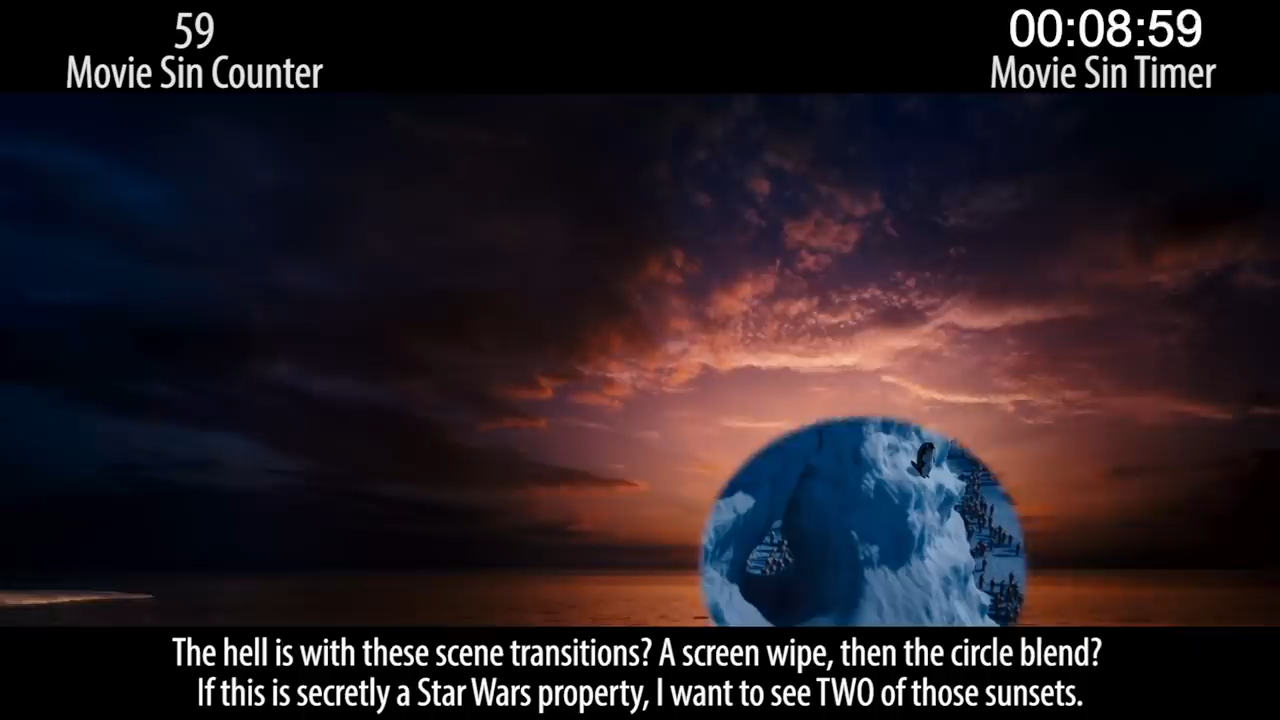 59
Movie Sin Counter
00:08:59
Movie Sin Timer
The hell is with these scene transitions? A screen wipe, then the circle blend?
If this is secretly a Star Wars property, I want to see TWO of those sunsets.